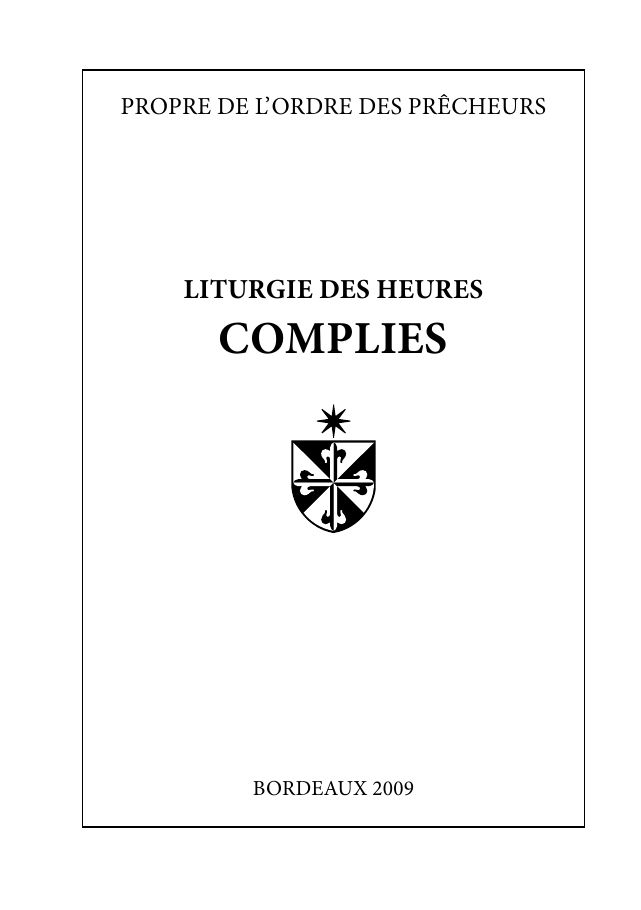 PROPRE DE L’ORDRE DES PRÊCHEURS
LITURGIE DES HEURES
COMPLIES
BORDEAUX 2009